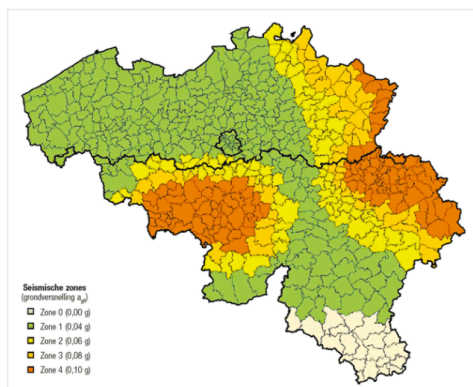 Seismische zones
(grondversnelling agR)
Zone 0 (0,00 g)
Zone 1 (0,04 g)
Zone 2 (0,06 g)
Zone 3 (0,08 g)
Zone 4 (0,10 g)